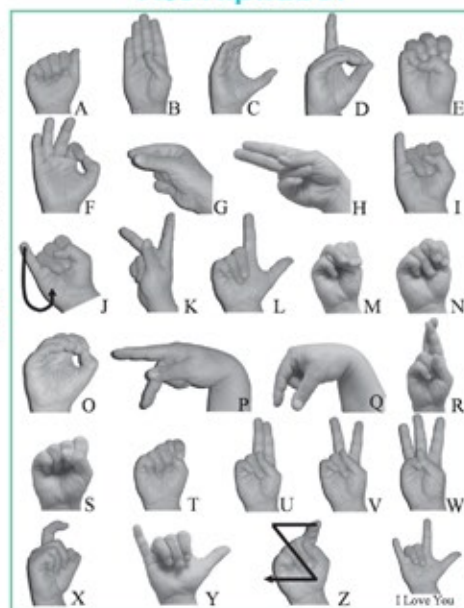 A B C D E
F G H I
J K L M N
O P Q R
S T U V W
X Y Z I Love You